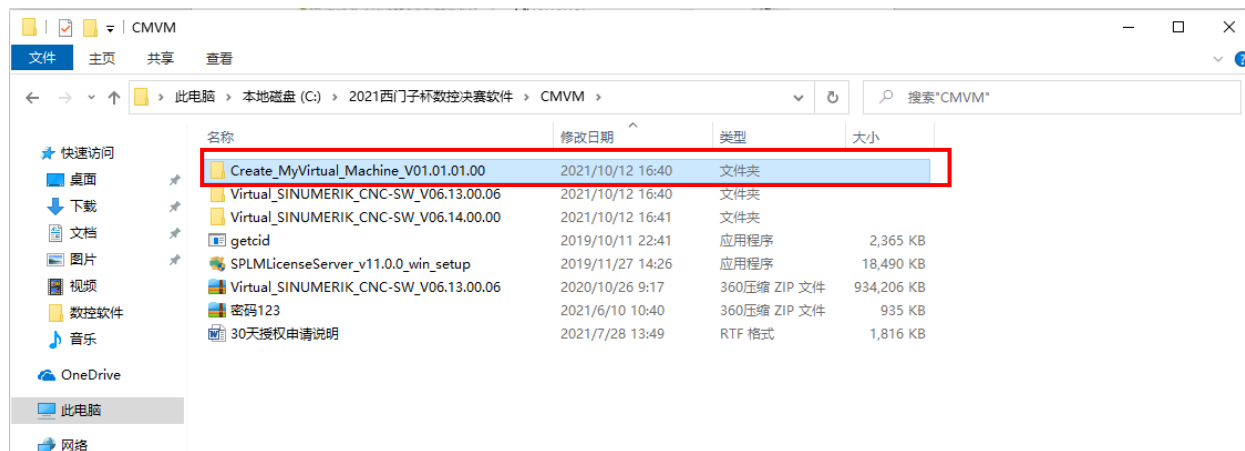 CMVM
文件 主页 共享 查看
此电脑 › 本地磁盘 (C:) › 2021西门子杯数控决赛软件 › CMVM › 搜索"CMVM"
名称 修改日期 类型 大小
快速访问
桌面
下载
文档
图片
视频
数控软件
音乐
OneDrive
此电脑
网络
Create_MyVirtual_Machine_V01.01.01.00 2021/10/12 16:40 文件夹
Virtual_SINUMERIK_CNC-SW_V06.13.00.06 2021/10/12 16:40 文件夹
Virtual_SINUMERIK_CNC-SW_V06.14.00.00 2021/10/12 16:41 文件夹
getcid 2019/10/11 22:41 应用程序 2,365 KB
SPLMLicenseServer_v11.0.0_win_setup 2019/11/27 14:26 应用程序 18,490 KB
Virtual_SINUMERIK_CNC-SW_V06.13.00.06 2020/10/26 9:17 360压缩 ZIP 文件 934,206 KB
密码123 2021/6/10 10:40 360压缩 ZIP 文件 935 KB
30天授权申请说明 2021/7/28 13:49 RTF 格式 1,816 KB